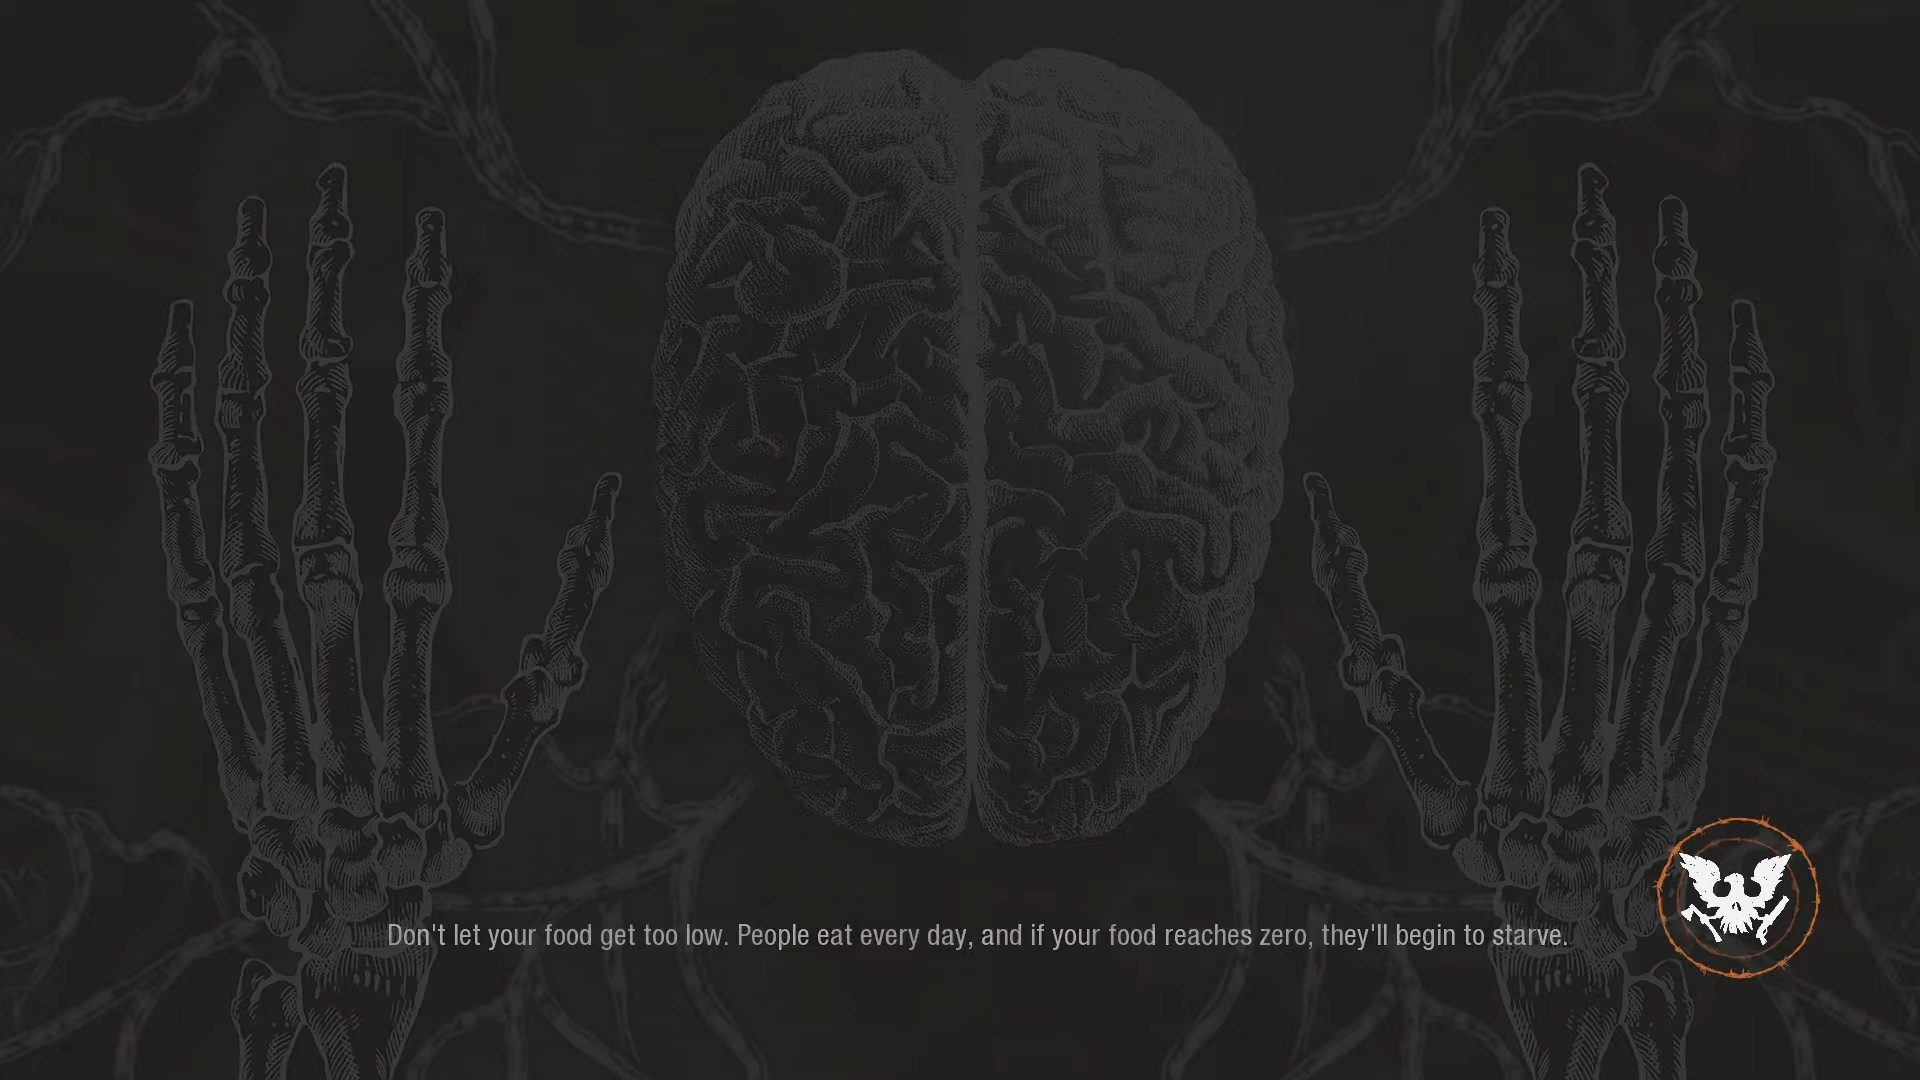 Don't let your food get too low. People eat every day, and if your food reaches zero, they'll begin to starve.